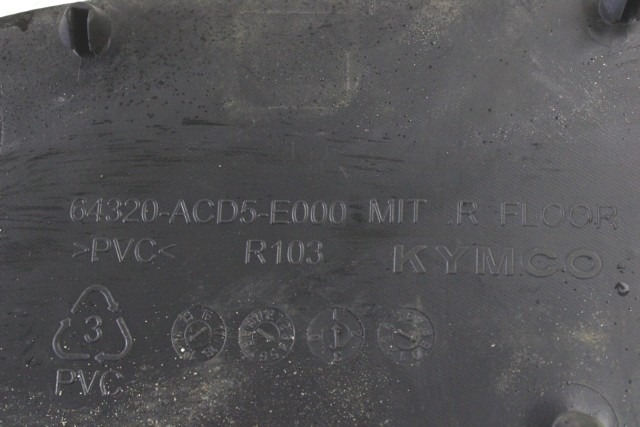 64320-ACD5-E000 MIT R FLOOR
>PVC< R103 KYMCO
3
PVC